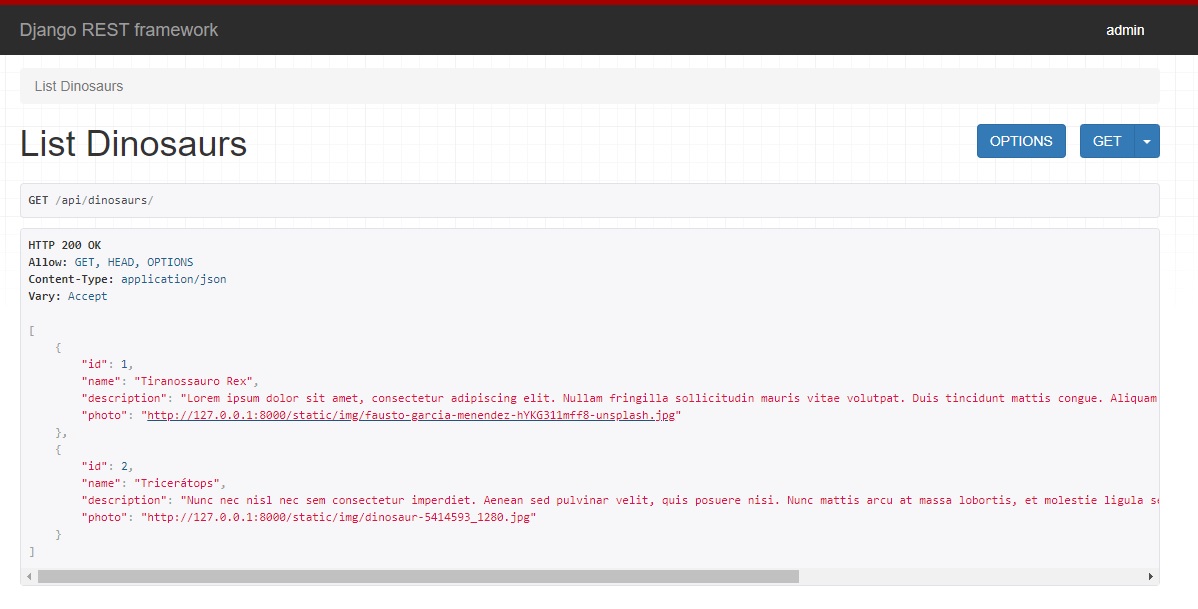 Django REST framework
admin
List Dinosaurs
List Dinosaurs
OPTIONS
GET
GET /api/dinosaurs/
HTTP 200 OK
Allow: GET, HEAD, OPTIONS
Content-Type: application/json
Vary: Accept
[
{
"id": 1,
"name": "Tiranossauro Rex",
"description": "Lorem ipsum dolor sit amet, consectetur adipiscing elit. Nullam fringilla sollicitudin mauris vitae volutpat. Duis tincidunt mattis congue. Aliquam
"photo": "http://127.0.0.1:8000/static/img/fausto-garcia-menendez-hYKG311mff8-unsplash.jpg"
},
{
"id": 2,
"name": "Tricerátops",
"description": "Nunc nec nisl nec sem consectetur imperdiet. Aenean sed pulvinar velit, quis posuere nisi. Nunc mattis arcu at massa lobortis, et molestie ligula
"photo": "http://127.0.0.1:8000/static/img/dinosaur-5414593_1280.jpg"
}
]